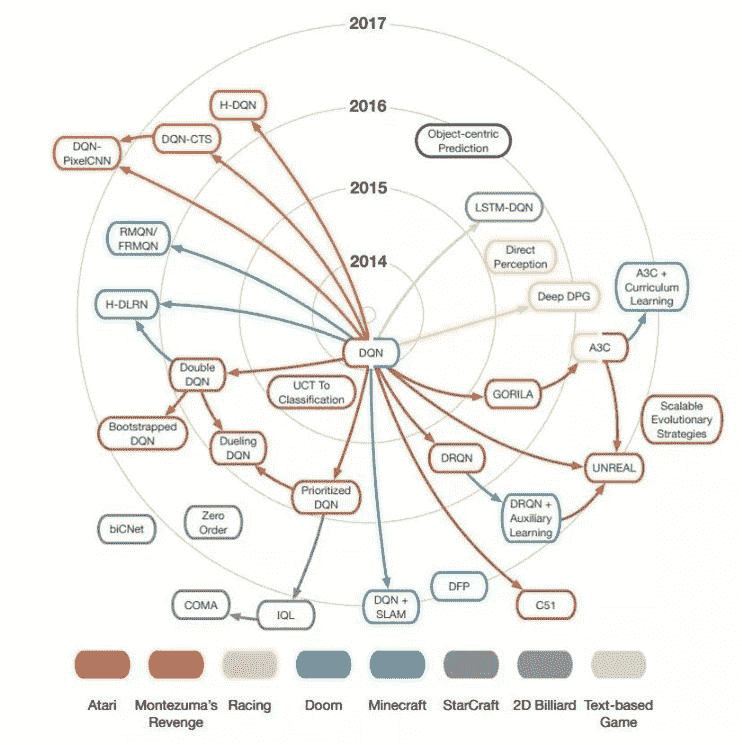 2017
2016
2015
2014
H-DQN
DQN-CTS
DQN-
PixelCNN
Object-centric
Prediction
RMQN/
FRMQN
LSTM-DQN
Direct
Perception
H-DLRN
Deep DPG
A3C +
Curriculum
Learning
DQN
A3C
Double
DQN
UCT To
Classification
GORILA
Bootstrapped
DQN
Dueling
DQN
DRQN
Scalable
Evolutionary
Strategies
UNREAL
Prioritized
DQN
DRQN +
Auxiliary
Learning
biCNet
Zero
Order
COMA
IQL
DQN +
SLAM
DFP
C51
Atari
Montezuma's
Revenge
Racing
Doom
Minecraft
StarCraft
2D Billiard
Text-based
Game